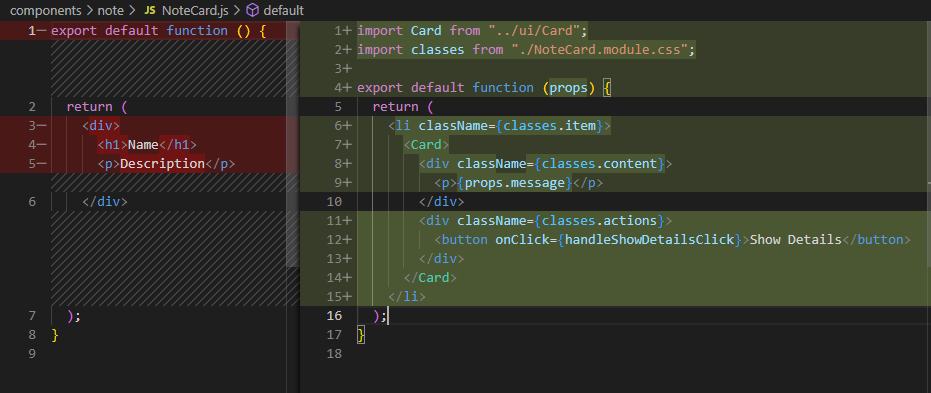 components > note > JS NoteCard.js > default
1— export default function () {
2 return (
3— <div>
4— <h1>Name</h1>
5— <p>Description</p>
6 </div>
7 );
8 }
9
1+ import Card from "../ui/Card";
2+ import classes from "./NoteCard.module.css";
3+
4+ export default function (props) {
5 return (
6+ <li className={classes.item}>
7+ <Card>
8+ <div className={classes.content}>
9+ <p>{props.message}</p>
10 </div>
11+ <div className={classes.actions}>
12+ <button onClick={handleShowDetailsClick}>Show Details</button>
13+ </div>
14+ </Card>
15+ </li>
16 );
17 }
18